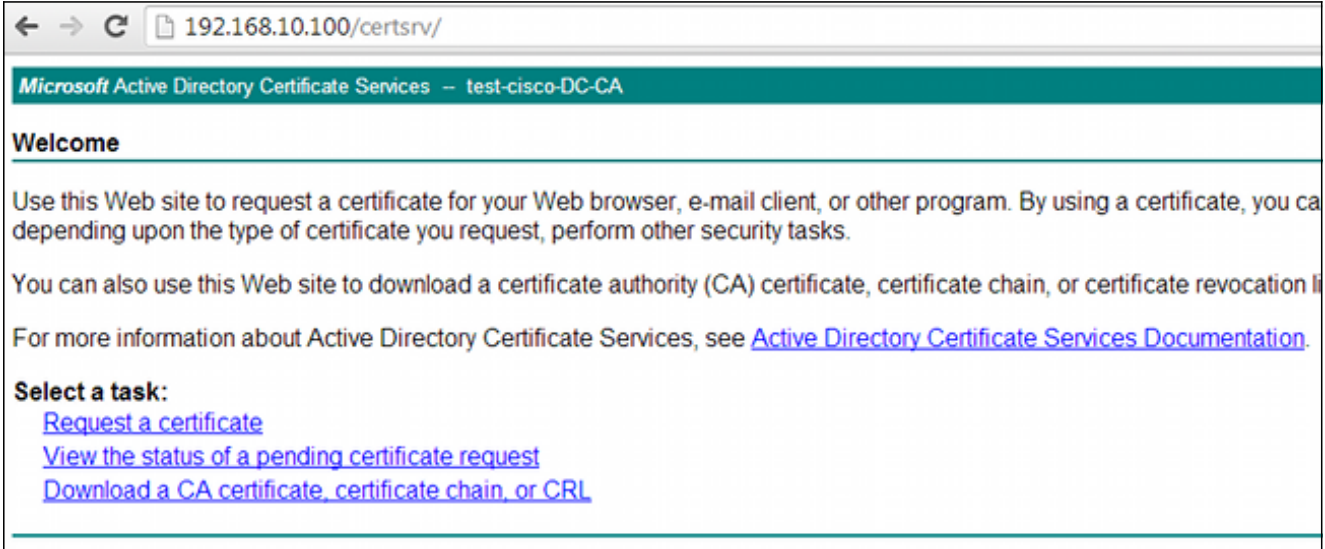 192.168.10.100/certsrv/
Microsoft Active Directory Certificate Services -- test-cisco-DC-CA
Welcome
Use this Web site to request a certificate for your Web browser, e-mail client, or other program. By using a certificate, you ca
depending upon the type of certificate you request, perform other security tasks.
You can also use this Web site to download a certificate authority (CA) certificate, certificate chain, or certificate revocation li
For more information about Active Directory Certificate Services, see Active Directory Certificate Services Documentation.
Select a task:
Request a certificate
View the status of a pending certificate request
Download a CA certificate, certificate chain, or CRL